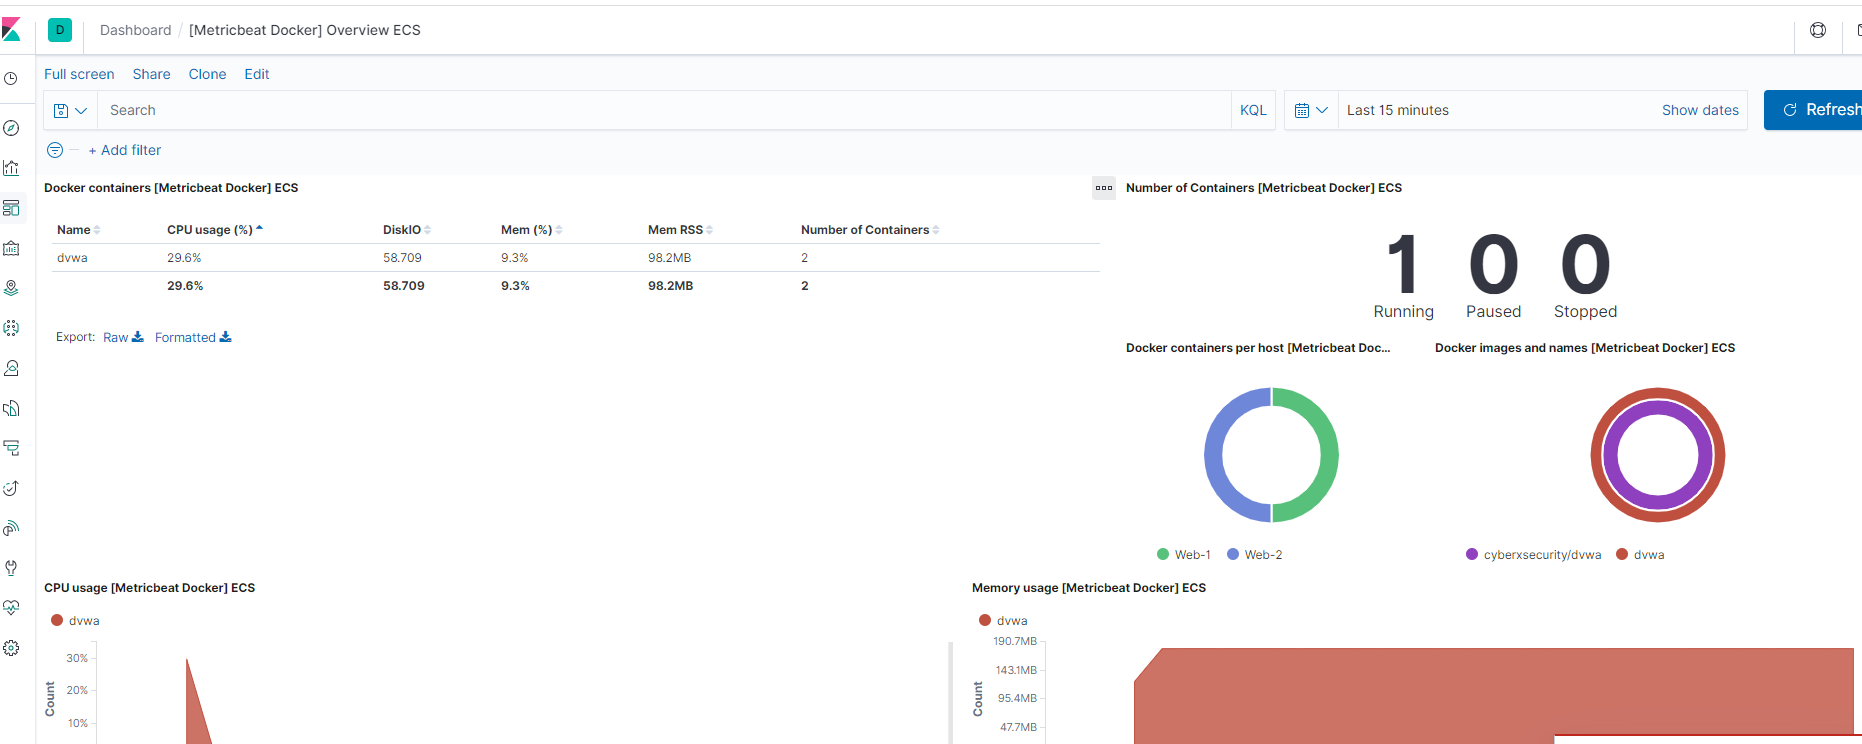 D Dashboard / [Metricbeat Docker] Overview ECS
Full screen Share Clone Edit
Search KQL Last 15 minutes Show dates Refresh
+ Add filter
Docker containers [Metricbeat Docker] ECS
Name CPU usage (%) DiskIO Mem (%) Mem RSS Number of Containers
dvwa 29.6% 58.709 9.3% 98.2MB 2
29.6% 58.709 9.3% 98.2MB 2
Export: Raw Formatted
Number of Containers [Metricbeat Docker] ECS
1 0 0
Running Paused Stopped
Docker containers per host [Metricbeat Doc...
Web-1 Web-2
Docker images and names [Metricbeat Docker] ECS
cyberxsecurity/dvwa dvwa
CPU usage [Metricbeat Docker] ECS
dvwa
30%
20%
10%
Count
Memory usage [Metricbeat Docker] ECS
dvwa
190.7MB
143.1MB
95.4MB
47.7MB
Count